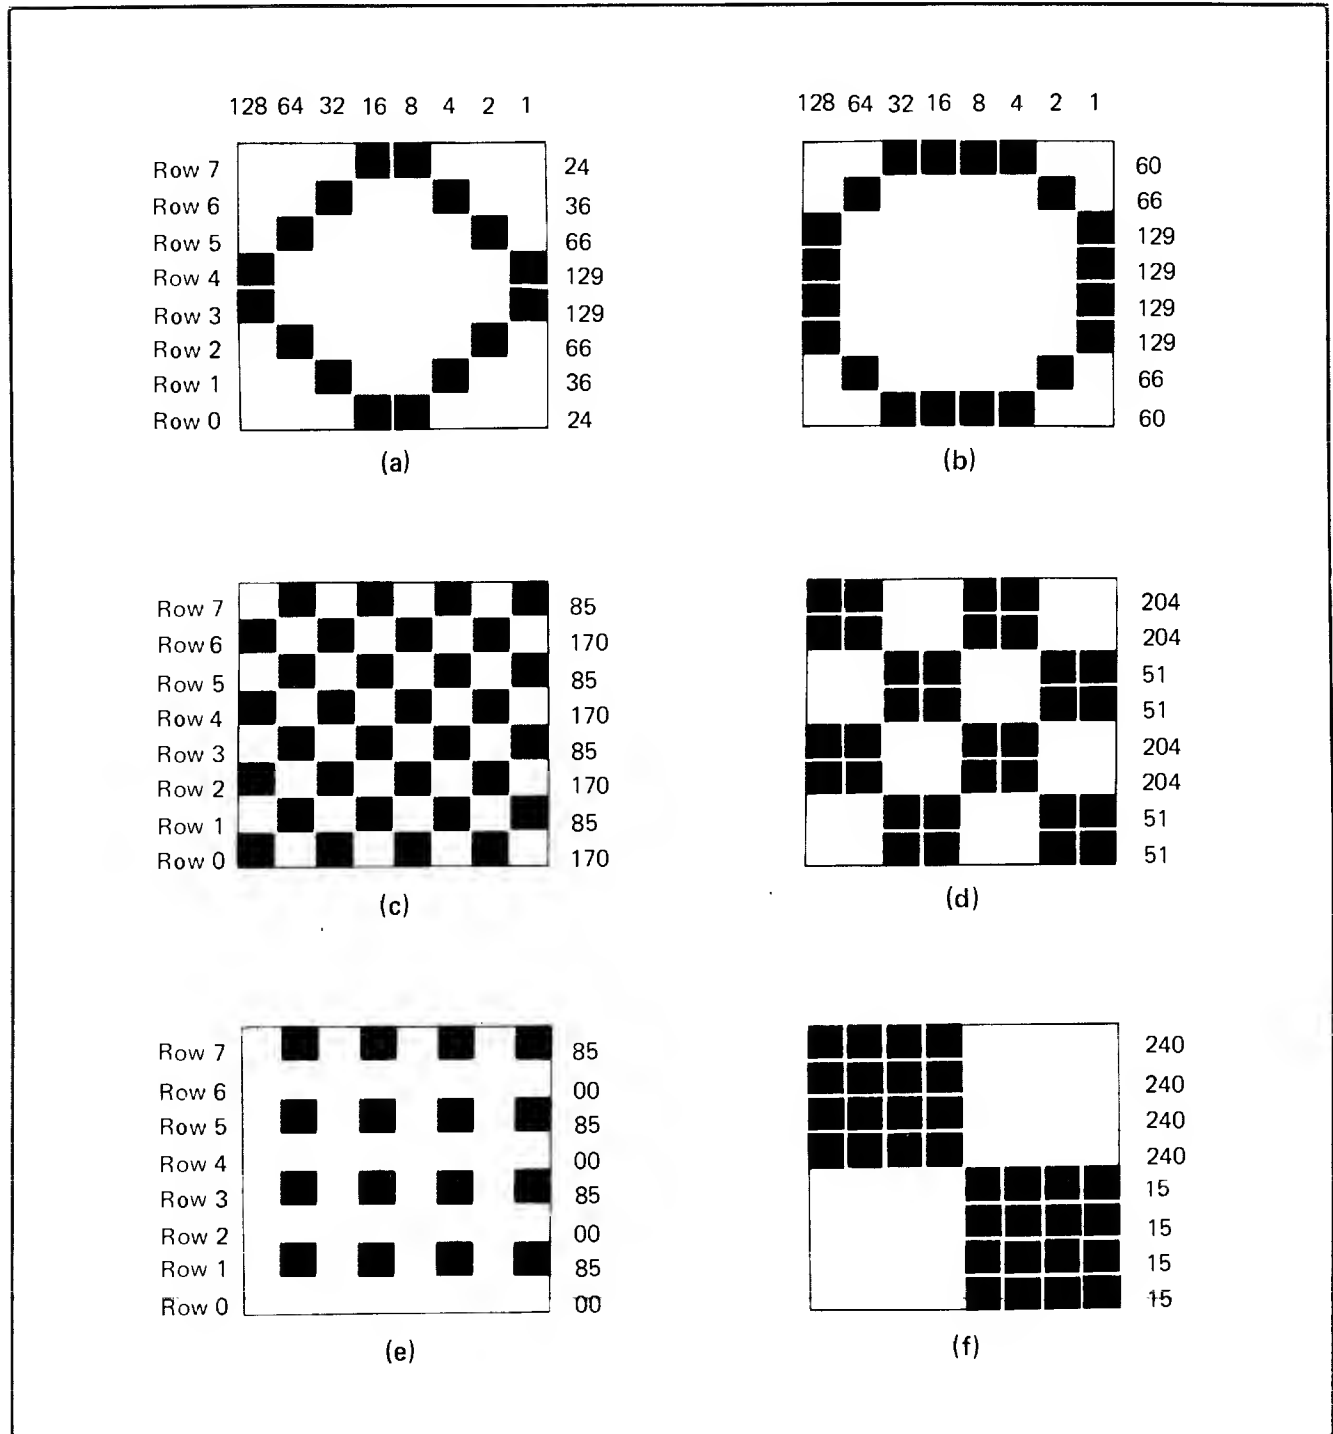 128 64 32 16 8 4 2 1
Row 7 24
Row 6 36
Row 5 66
Row 4 129
Row 3 129
Row 2 66
Row 1 36
Row 0 24
(a)
128 64 32 16 8 4 2 1
60
66
129
129
129
129
66
60
(b)
Row 7 85
Row 6 170
Row 5 85
Row 4 170
Row 3 85
Row 2 170
Row 1 85
Row 0 170
(c)
204
204
51
51
204
204
51
51
(d)
Row 7 85
Row 6 00
Row 5 85
Row 4 00
Row 3 85
Row 2 00
Row 1 85
Row 0 00
(e)
240
240
240
240
15
15
15
15
(f)